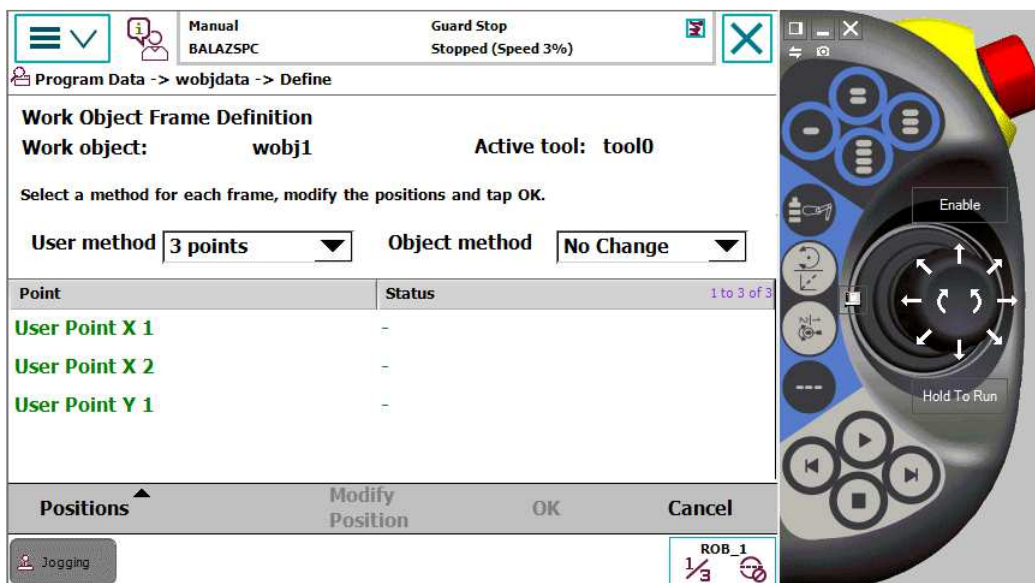 Manual
BALAZSPC
Guard Stop
Stopped (Speed 3%)
Program Data -> wobjdata -> Define
Work Object Frame Definition
Work object: wobj1 Active tool: tool0
Select a method for each frame, modify the positions and tap OK.
User method 3 points Object method No Change
Point Status 1 to 3 of 3
User Point X 1 -
User Point X 2 -
User Point Y 1 -
Positions Modify Position OK Cancel
Jogging
ROB_1
1/3
Enable
Hold To Run